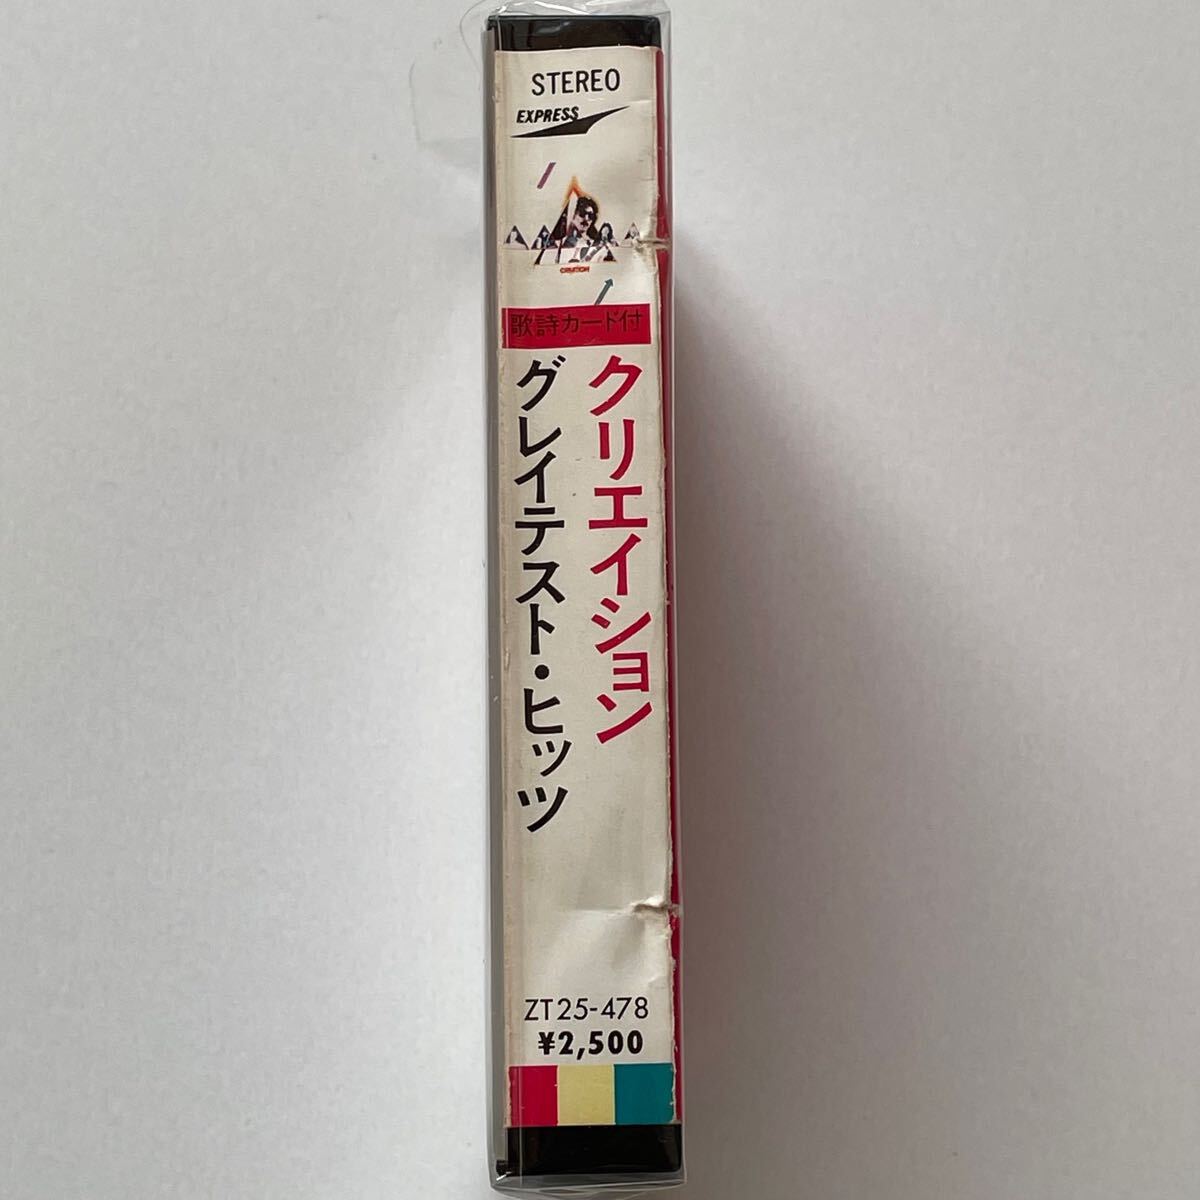 STEREO
EXPRESS
CREATION
歌詩カード付
クリエイション
グレイテスト・ヒッツ
ZT25-478
¥2,500